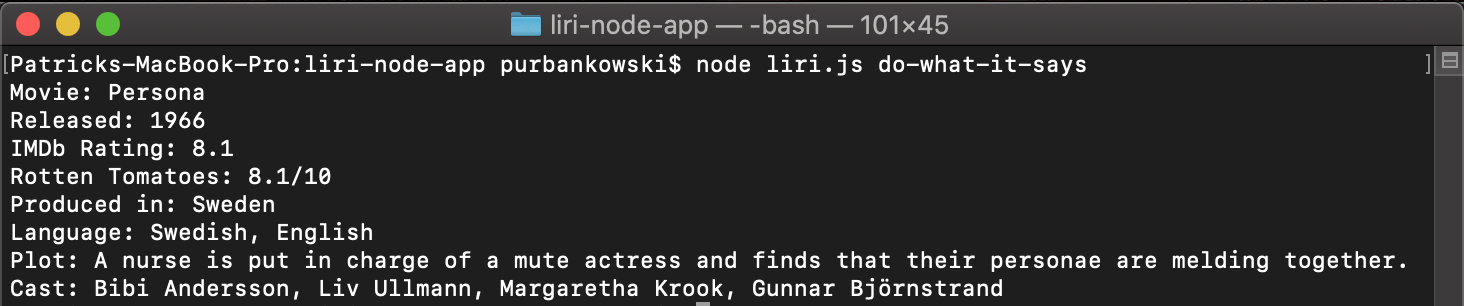 liri-node-app — -bash — 101×45
[Patricks-MacBook-Pro:liri-node-app purbankowski$ node liri.js do-what-it-says ]
Movie: Persona
Released: 1966
IMDb Rating: 8.1
Rotten Tomatoes: 8.1/10
Produced in: Sweden
Language: Swedish, English
Plot: A nurse is put in charge of a mute actress and finds that their personae are melding together.
Cast: Bibi Andersson, Liv Ullmann, Margaretha Krook, Gunnar Björnstrand